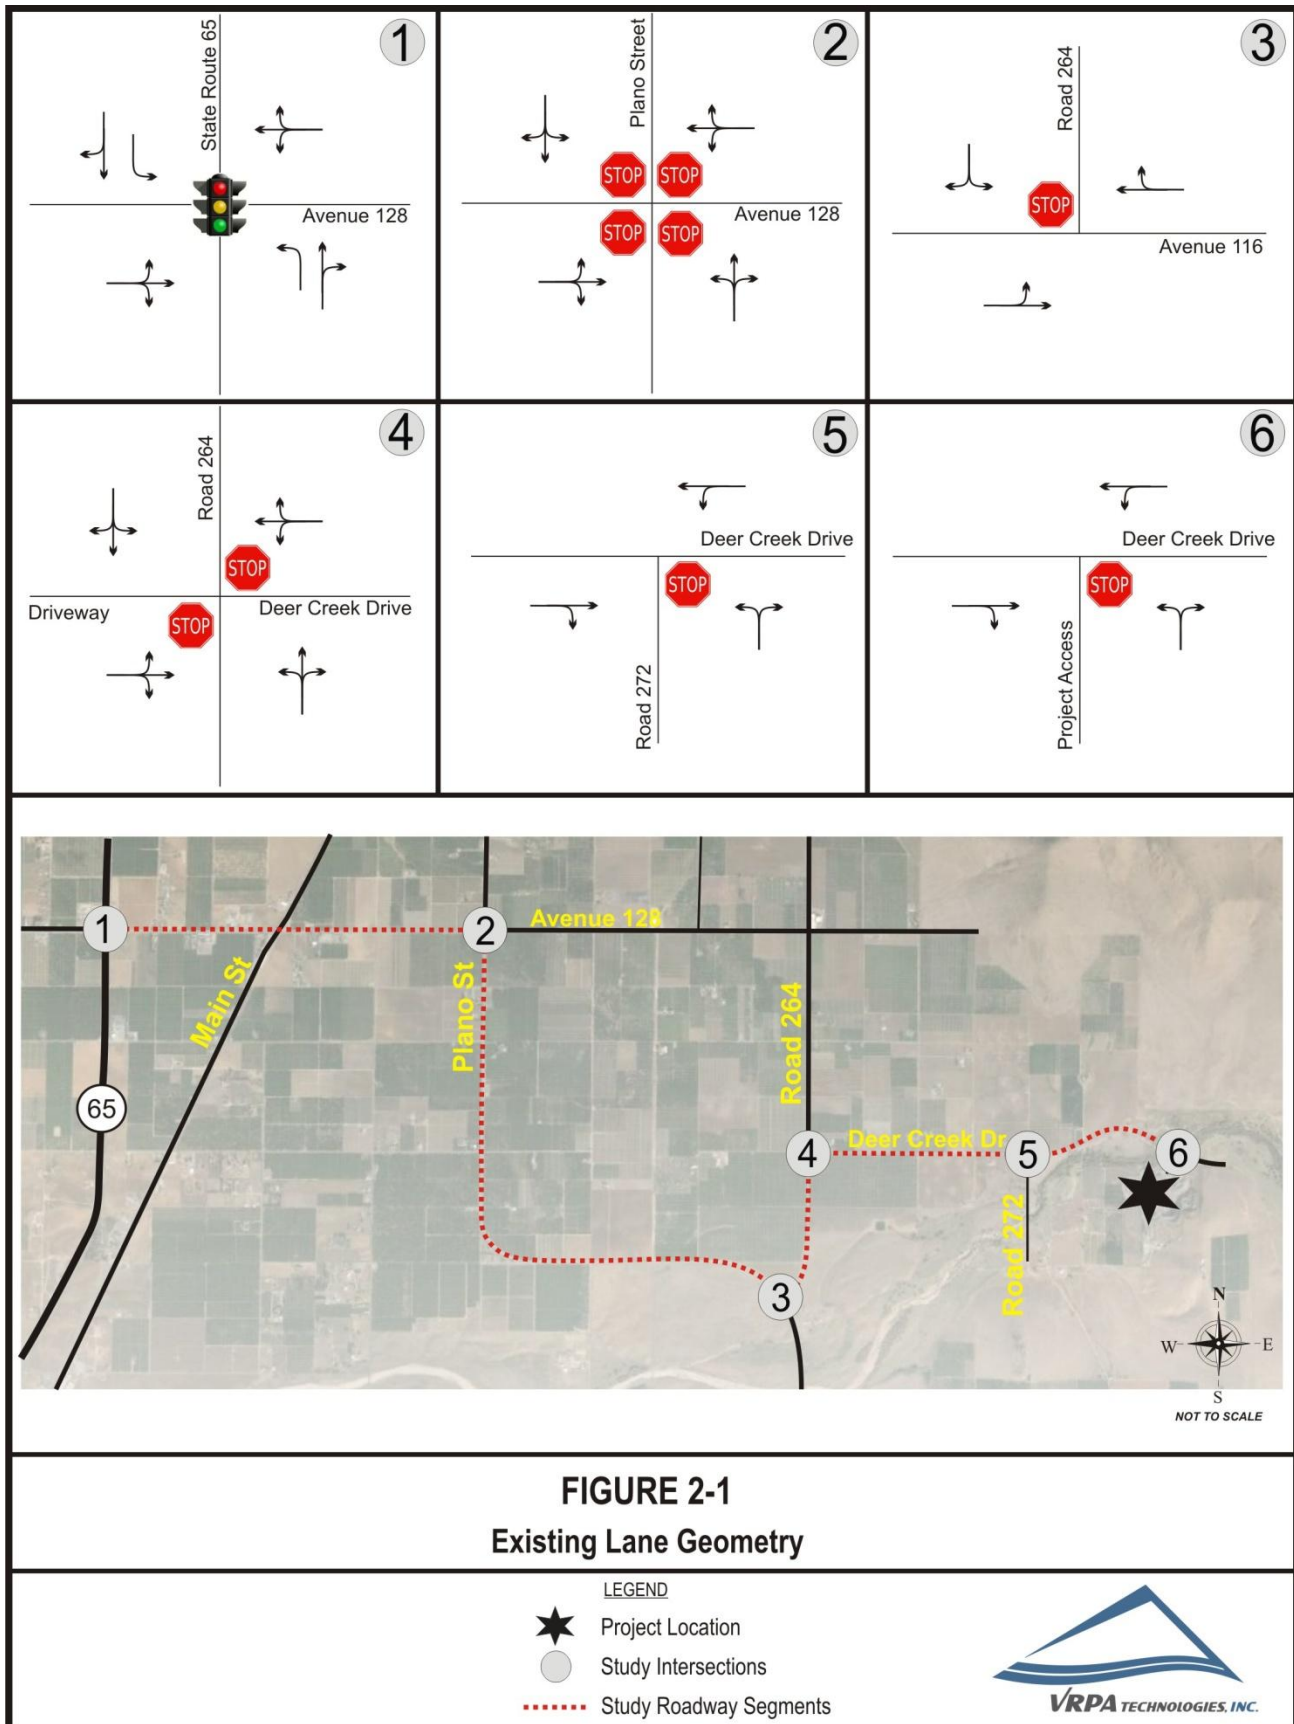 1
State Route 65
Avenue 128
2
Plano Street
STOP
STOP
Avenue 128
STOP
STOP
3
Road 264
STOP
Avenue 116
4
Road 264
STOP
Driveway
Deer Creek Drive
STOP
5
Deer Creek Drive
STOP
Road 272
6
Deer Creek Drive
STOP
Project Access
1
2
Avenue 128
Main St
Plano St
Road 264
65
4
Deer Creek Dr
5
6
Road 272
3
N
W
E
S
NOT TO SCALE
FIGURE 2-1
Existing Lane Geometry
LEGEND
Project Location
Study Intersections
Study Roadway Segments
VRPA TECHNOLOGIES, INC.